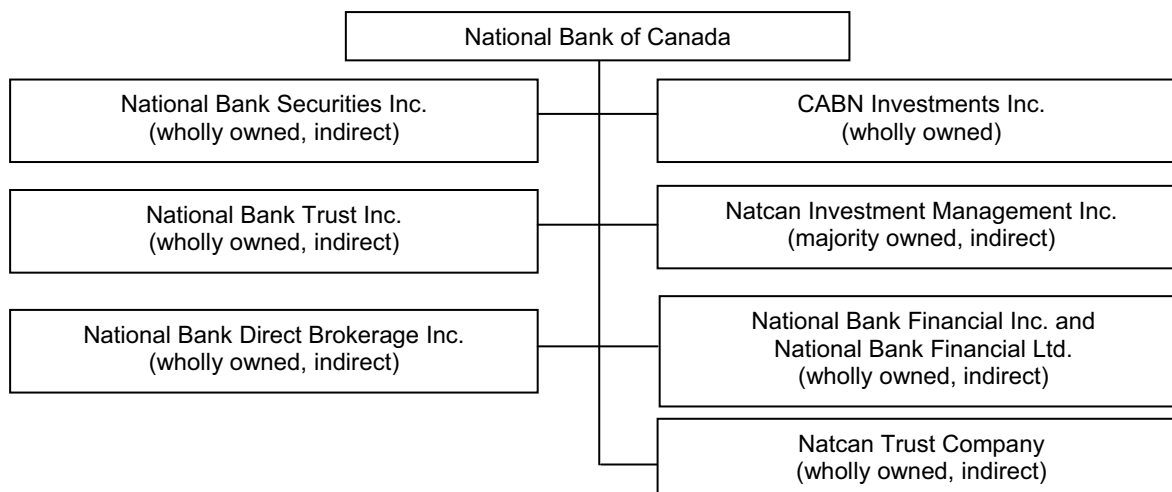 National Bank of Canada
National Bank Securities Inc.
(wholly owned, indirect)
CABN Investments Inc.
(wholly owned)
National Bank Trust Inc.
(wholly owned, indirect)
Natcan Investment Management Inc.
(majority owned, indirect)
National Bank Direct Brokerage Inc.
(wholly owned, indirect)
National Bank Financial Inc. and
National Bank Financial Ltd.
(wholly owned, indirect)
Natcan Trust Company
(wholly owned, indirect)